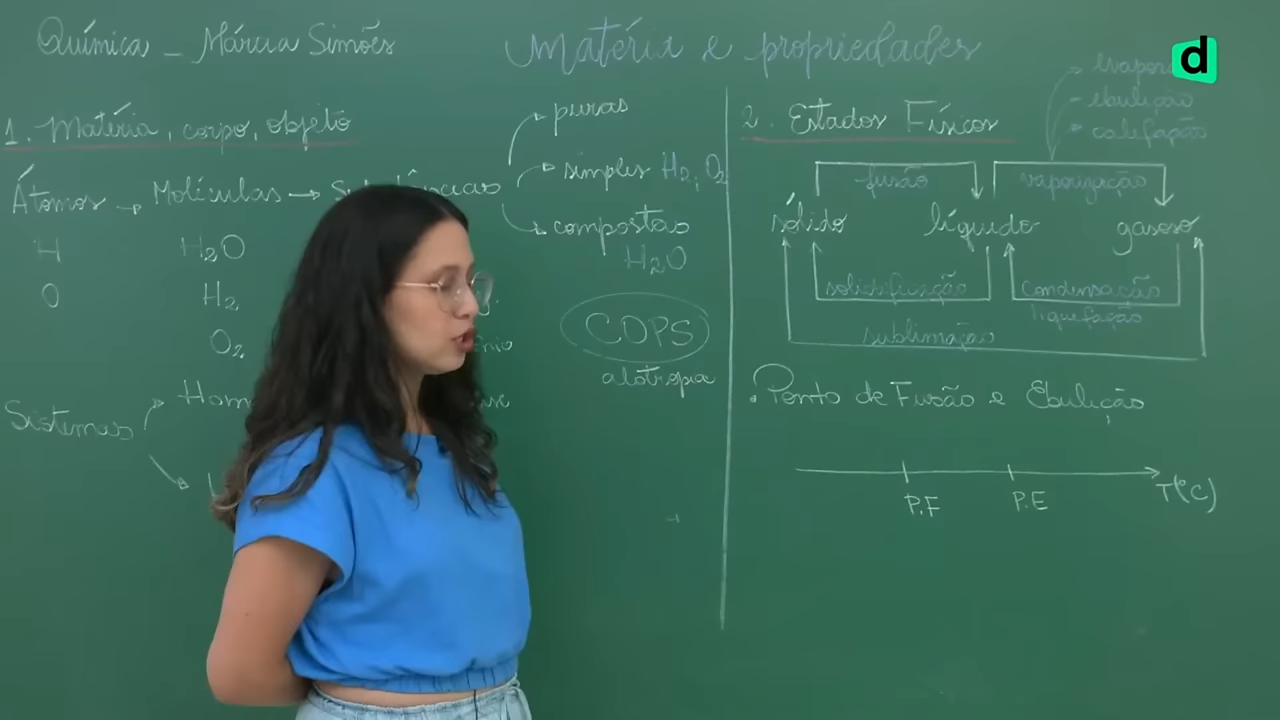 Química - Márcia Simões
matéria e propriedades
d
1. Matéria, corpo, objeto
Átomos → Moléculas →
H
O
H2O
H2
O2
Sistemas
puras
simples H2, O2
compostas
H2O
COPS
alotropia
2. Estados Físicos
- ebulição
calefação
fusão
vaporização
sólido líquido gasoso
solidificação
condensação
liquefação
sublimação
. Ponto de Fusão e Ebulição
P.F
P.E
T(°C)